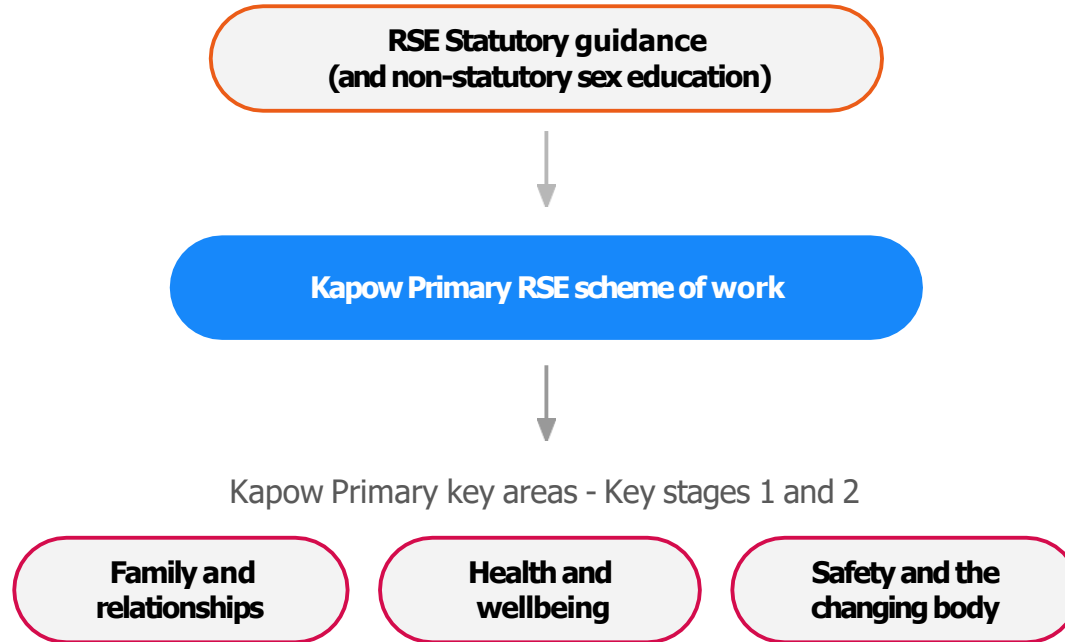 RSE Statutory guidance
(and non-statutory sex education)
Kapow Primary RSE scheme of work
Kapow Primary key areas - Key stages 1 and 2
Family and
relationships
Health and
wellbeing
Safety and the
changing body